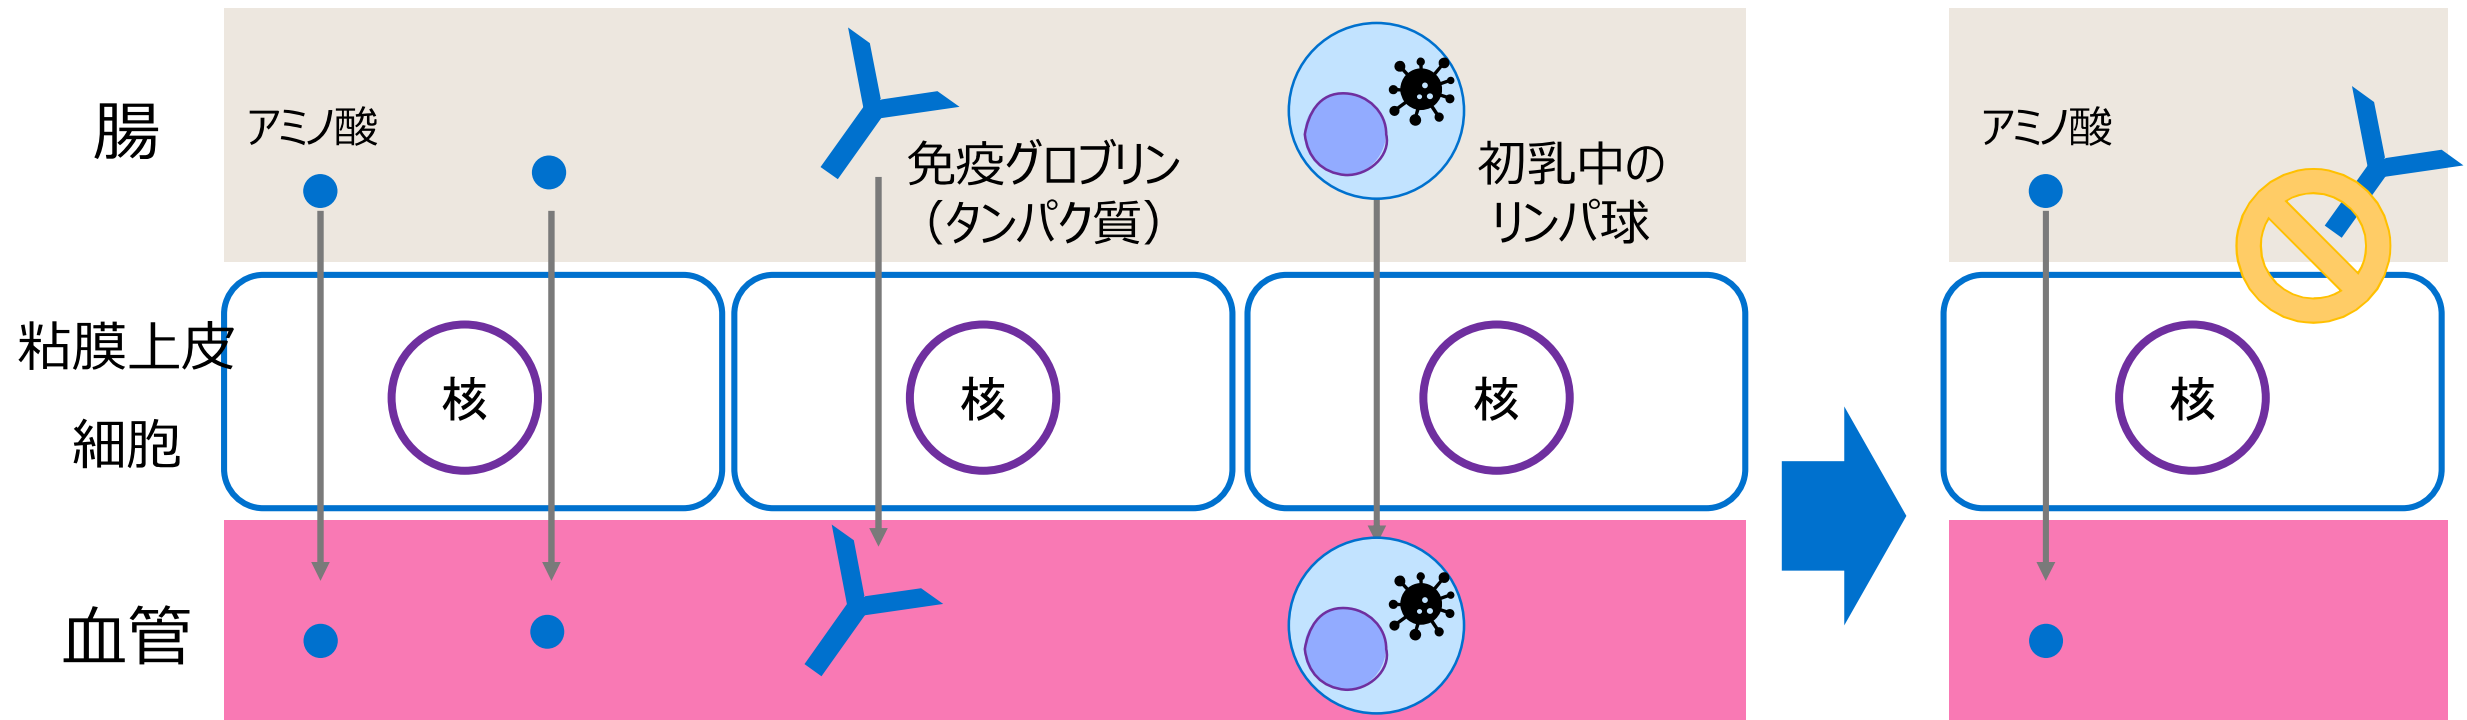 腸
アミノ酸
免疫グロブリン
（タンパク質）
初乳中の
リンパ球
アミノ酸
粘膜上皮
細胞
核
核
核
核
血管